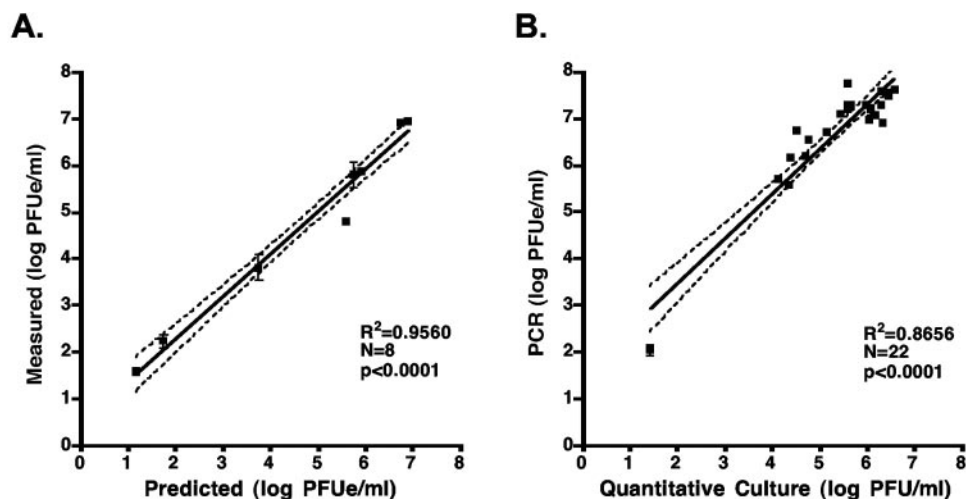 A.
8
7
6
5
4
3
2
1
0
Measured (log PFUe/ml)
R²=0.9560
N=8
p<0.0001
0 1 2 3 4 5 6 7 8
Predicted (log PFUe/ml)
B.
8
7
6
5
4
3
2
1
0
PCR (log PFUe/ml)
R²=0.8656
N=22
p<0.0001
0 1 2 3 4 5 6 7 8
Quantitative Culture (log PFU/ml)